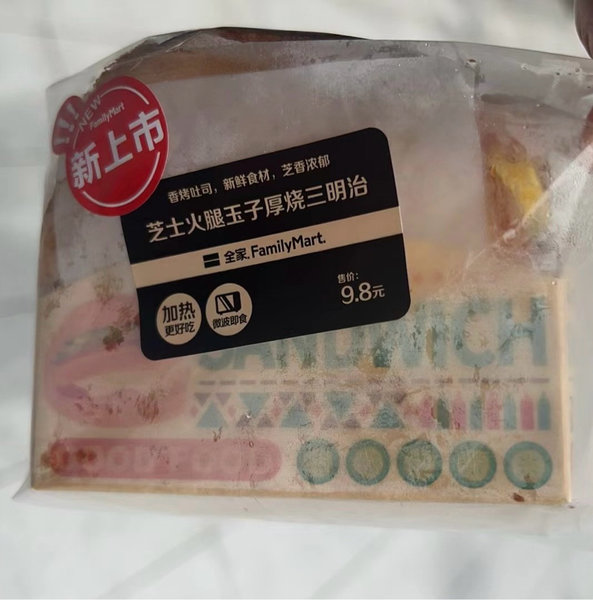 NEW
FamilyMart
新上市
香烤吐司，新鲜食材，芝香浓郁
芝士火腿玉子厚烧三明治
全家 FamilyMart.
加热
更好吃
微波即食
售价：
9.8元
SANDWICH
GOOD FOOD